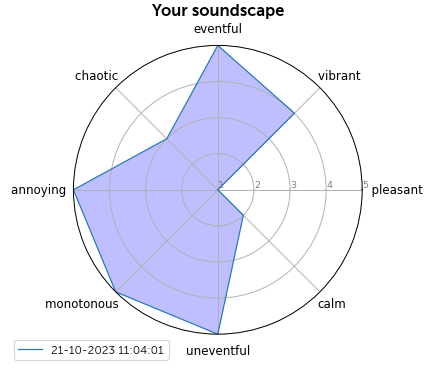 Your soundscape
eventful
chaotic
vibrant
annoying
1
2
3
4
5
pleasant
monotonous
calm
uneventful
21-10-2023 11:04:01